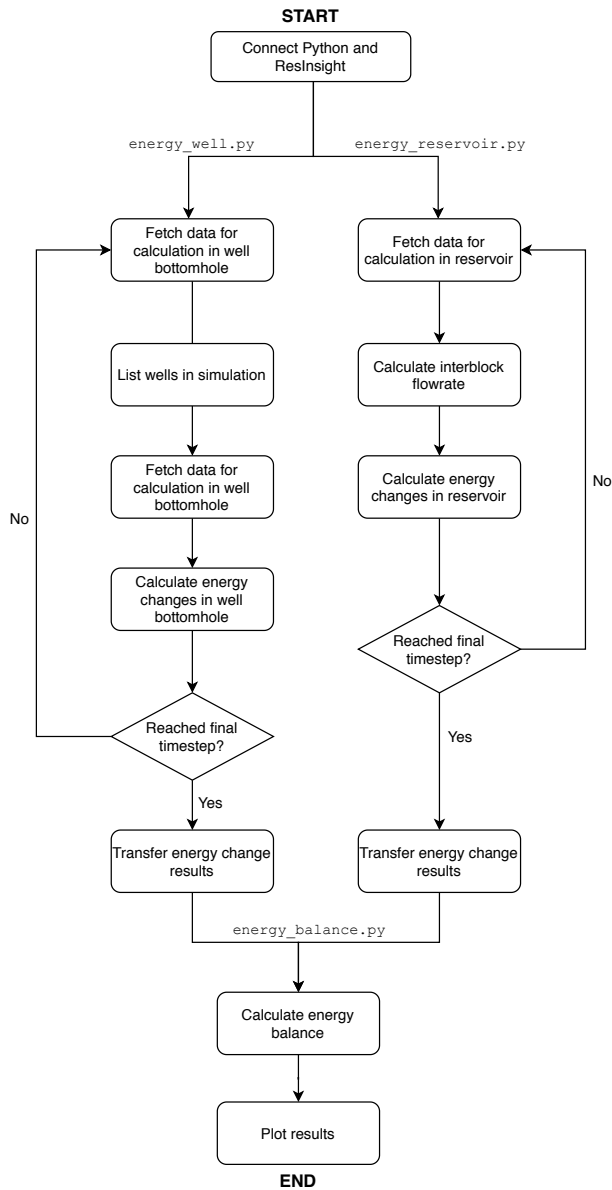 START
Connect Python and
ResInsight
energy_well.py
energy_reservoir.py
Fetch data for
calculation in well
bottomhole
Fetch data for
calculation in reservoir
List wells in simulation
Calculate interblock
flowrate
Fetch data for
calculation in well
bottomhole
Calculate energy
changes in reservoir
No
No
Calculate energy
changes in well
bottomhole
Reached final
timestep?
Reached final
timestep?
Yes
Yes
Transfer energy change
results
Transfer energy change
results
energy_balance.py
Calculate energy
balance
Plot results
END